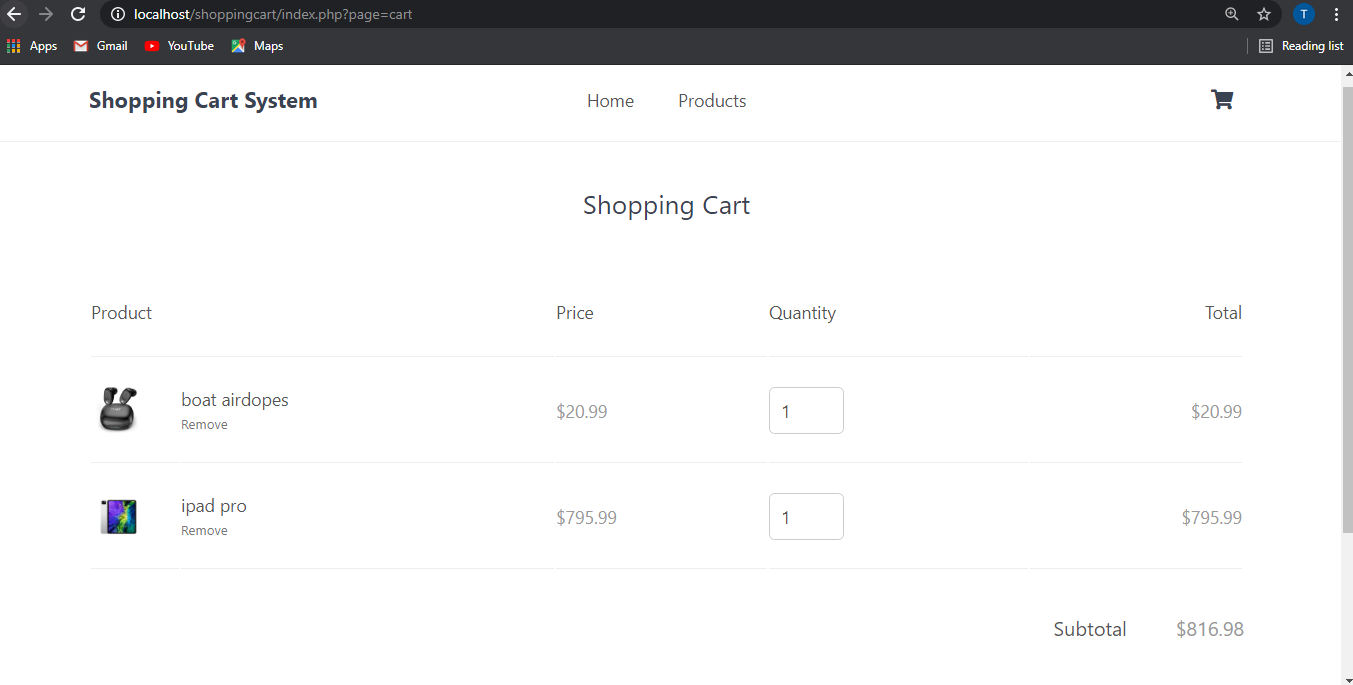 localhost/shoppingcart/index.php?page=cart
T
Apps Gmail YouTube Maps Reading list
Shopping Cart System Home Products
Shopping Cart
Product Price Quantity Total
boat airdopes
Remove
$20.99 1 $20.99
ipad pro
Remove
$795.99 1 $795.99
Subtotal $816.98